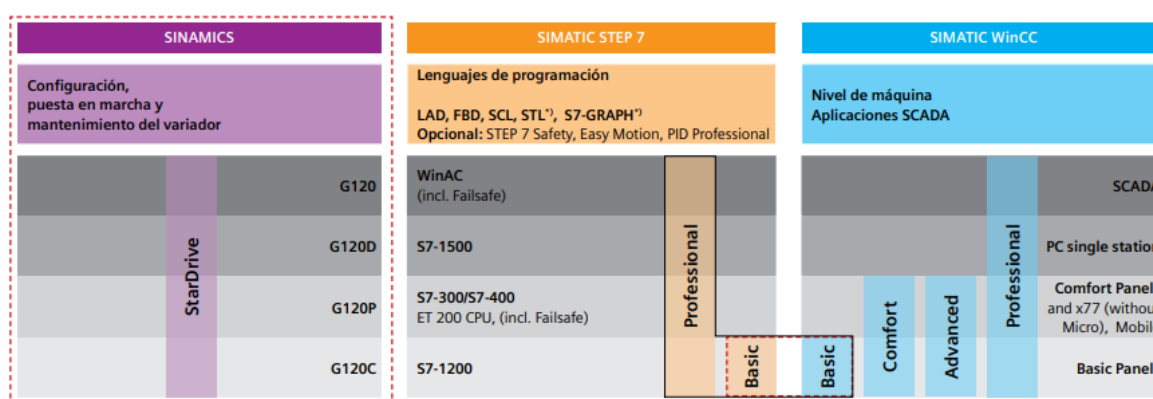 SINAMICS
Configuración,
puesta en marcha y
mantenimiento del variador
StarDrive
G120
G120D
G120P
G120C
SIMATIC STEP 7
Lenguajes de programación
LAD, FBD, SCL, STL*), S7-GRAPH*)
Opcional: STEP 7 Safety, Easy Motion, PID Professional
WinAC
(incl. Failsafe)
S7-1500
S7-300/S7-400
ET 200 CPU, (incl. Failsafe)
S7-1200
Professional
Basic
SIMATIC WinCC
Nivel de máquina
Aplicaciones SCADA
Basic
Comfort
Advanced
Professional
SCADA
PC single station
Comfort Panel
and x77 (withou
Micro), Mobil
Basic Panel